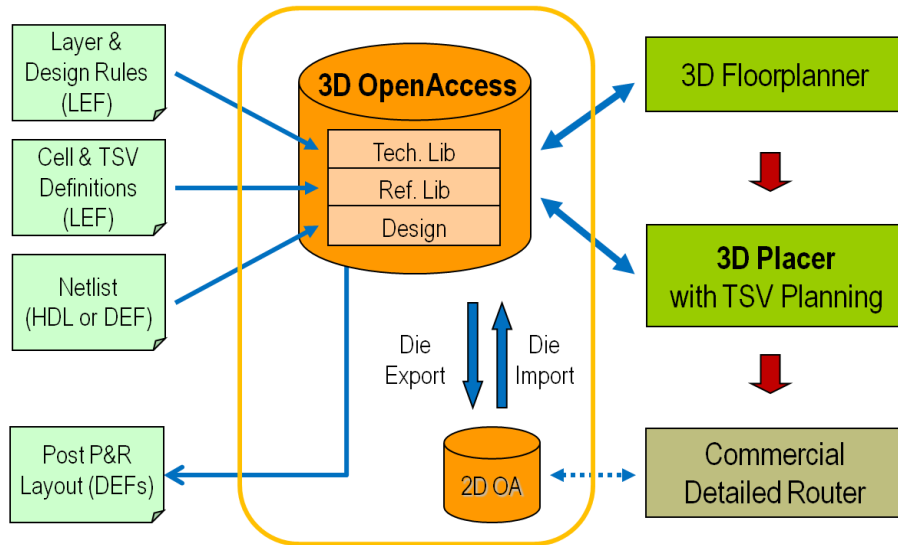 Layer &
Design Rules
(LEF)
Cell & TSV
Definitions
(LEF)
Netlist
(HDL or DEF)
Post P&R
Layout (DEFs)
3D OpenAccess
Tech. Lib
Ref. Lib
Design
Die
Export
Die
Import
2D OA
3D Floorplanner
3D Placer
with TSV Planning
Commercial
Detailed Router